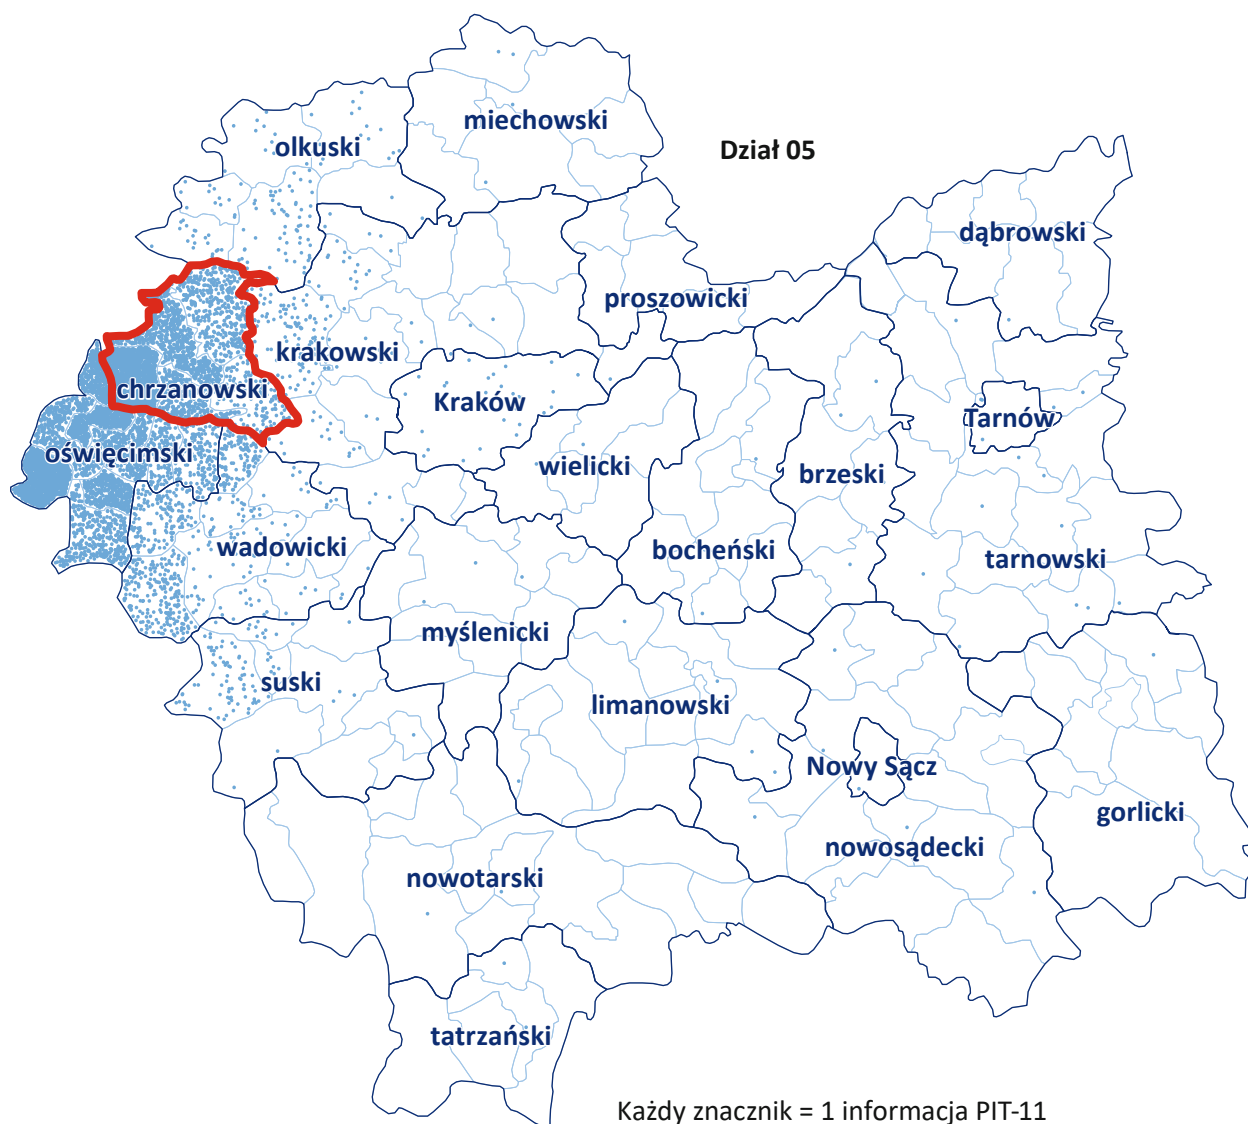 miechowski
olkuski
Dział 05
dąbrowski
proszowicki
krakowski
chrzanowski
Kraków
Tarnów
oświęcimski
wielicki
brzeski
wadowicki
bocheński
tarnowski
myślenicki
suski
limanowski
Nowy Sącz
gorlicki
nowosądecki
nowotarski
tatrzański
Każdy znacznik = 1 informacja PIT-11